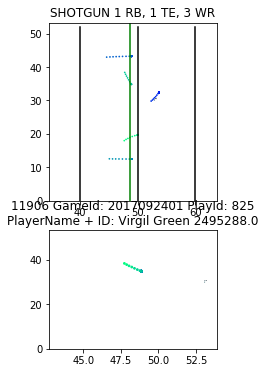 SHOTGUN 1 RB, 1 TE, 3 WR
50
40
30
20
10
0
40 50 60
11906 GameId: 2017092401 PlayId: 825
PlayerName + ID: Virgil Green 2495288.0
40
20
0
45.0 47.5 50.0 52.5